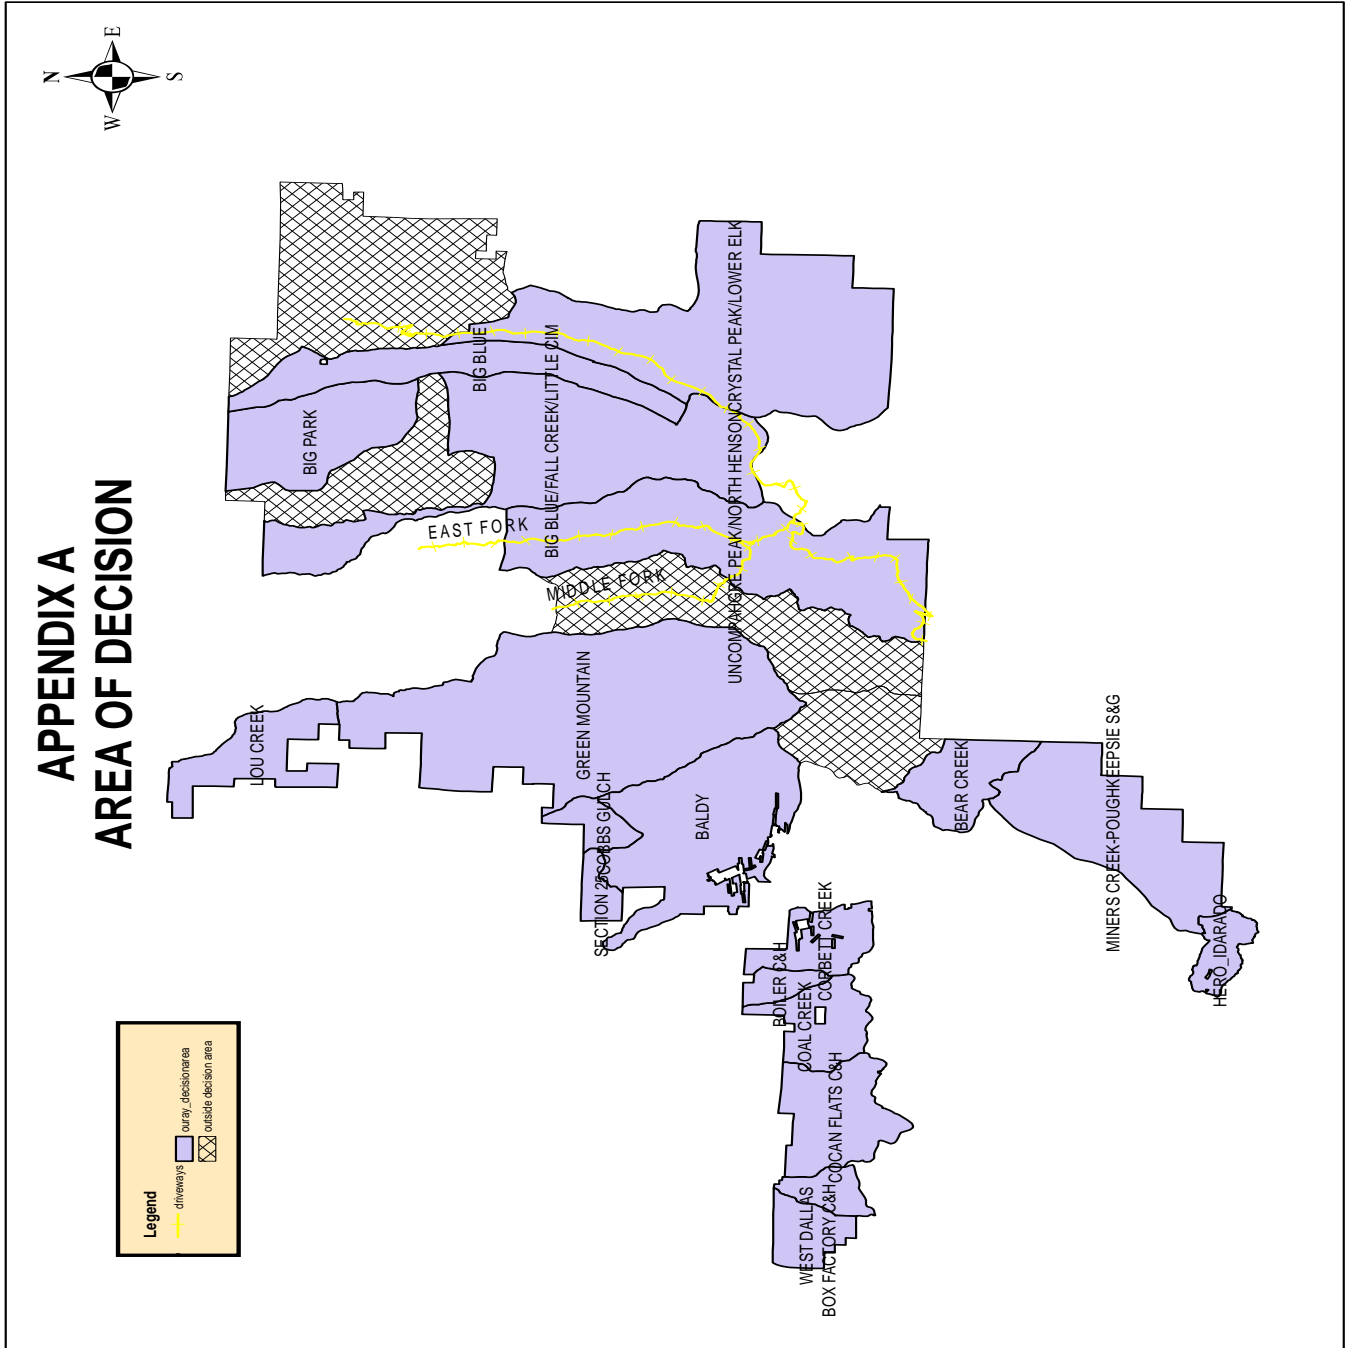 APPENDIX A
AREA OF DECISION
N
E
S
W
Legend
driveways
ouray_decisionarea
outside decision area
LOU CREEK
BIG PARK
EAST FORK
BIG BLUE
BIG BLUE/FALL CREEK/LITTLE CIM
MIDDLE FORK
GREEN MOUNTAIN
SECTION 25
COBBS GULCH
BALDY
UNCOMPAHGRE PEAK/NORTH HENSON
CRYSTAL PEAK/LOWER ELK
BOILER C&H
COAL CREEK
CORBETT CREEK
WEST DALLAS
BOX FACTORY C&H
COCAN FLATS C&H
BEAR CREEK
MINERS CREEK-POUGHKEEPSIE S&G
HERO_IDARADO